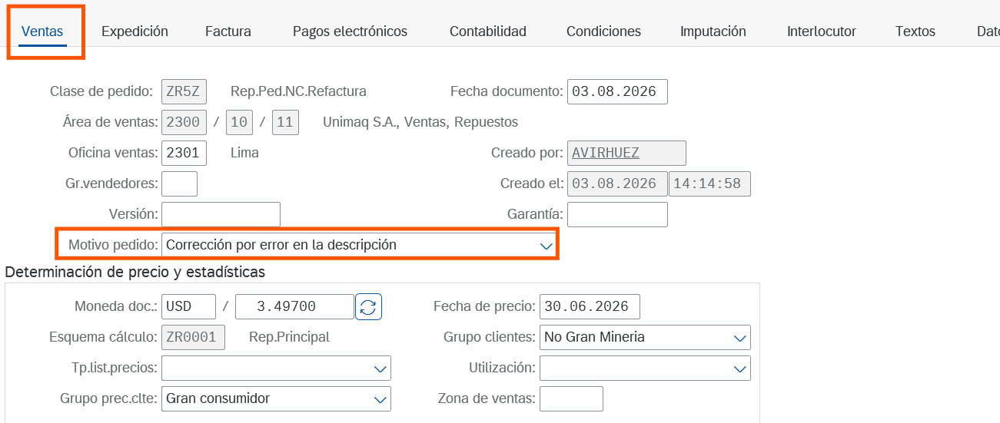 Ventas Expedición Factura Pagos electrónicos Contabilidad Condiciones Imputación Interlocutor Textos Dato
Clase de pedido: ZR5Z Rep.Ped.NC.Refactura Fecha documento: 03.08.2026
Área de ventas: 2300 / 10 / 11 Unimaq S.A., Ventas, Repuestos
Oficina ventas: 2301 Lima Creado por: AVIRHUEZ
Gr.vendedores: Creado el: 03.08.2026 14:14:58
Versión: Garantía:
Motivo pedido: Corrección por error en la descripción
Determinación de precio y estadísticas
Moneda doc.: USD / 3.49700 Fecha de precio: 30.06.2026
Esquema cálculo: ZR0001 Rep.Principal Grupo clientes: No Gran Mineria
Tp.list.precios: Utilización:
Grupo prec.clte: Gran consumidor Zona de ventas: